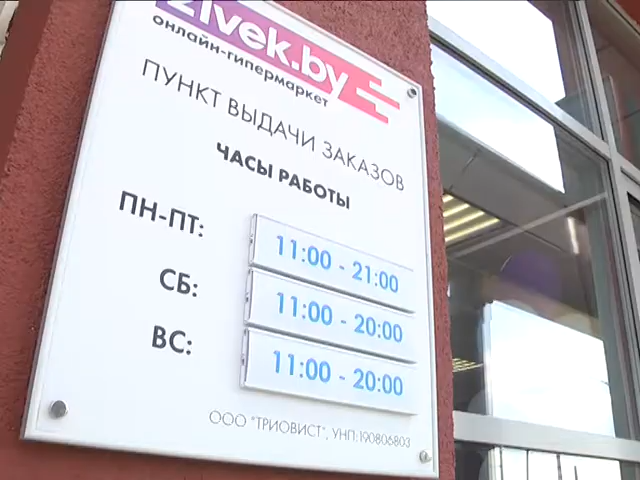 21vek.by
онлайн-гипермаркет
ПУНКТ ВЫДАЧИ ЗАКАЗОВ
ЧАСЫ РАБОТЫ
ПН-ПТ: 11:00 - 21:00
СБ: 11:00 - 20:00
ВС: 11:00 - 20:00
ООО "ТРИОВИСТ", УНП:190806803